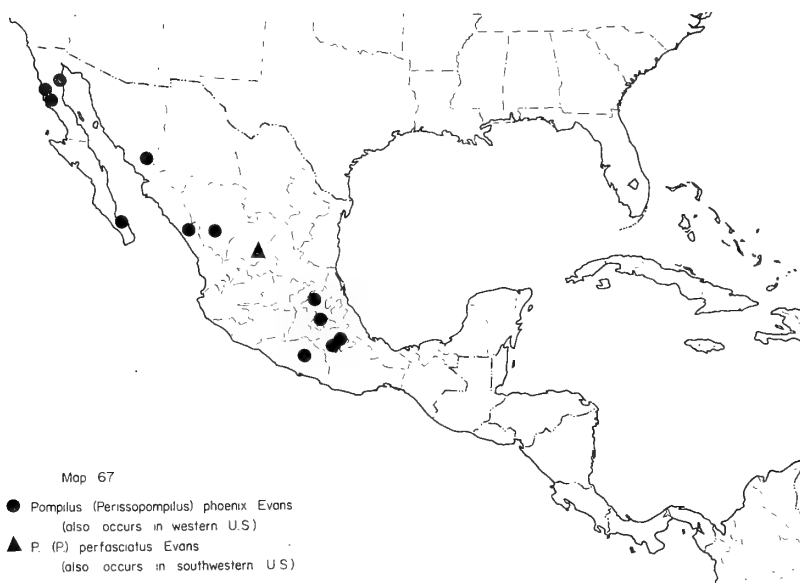 Map 67
Pompilus (Perissopompilus) phoenix Evans
(also occurs in western U.S)
P. (P.) perfasciatus Evans
(also occurs in southwestern U S)